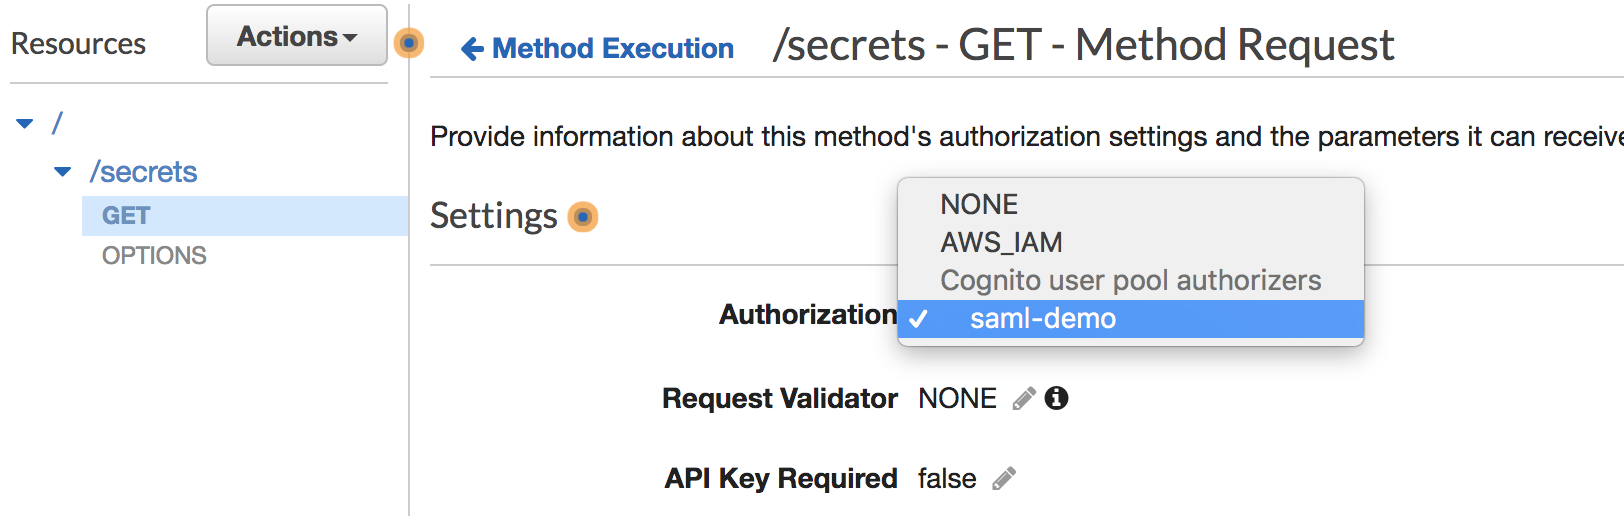 Resources
Actions
Method Execution
/secrets - GET - Method Request
/
/secrets
GET
OPTIONS
Provide information about this method's authorization settings and the parameters it can receive
Settings
NONE
AWS_IAM
Cognito user pool authorizers
Authorization
saml-demo
Request Validator NONE
API Key Required false